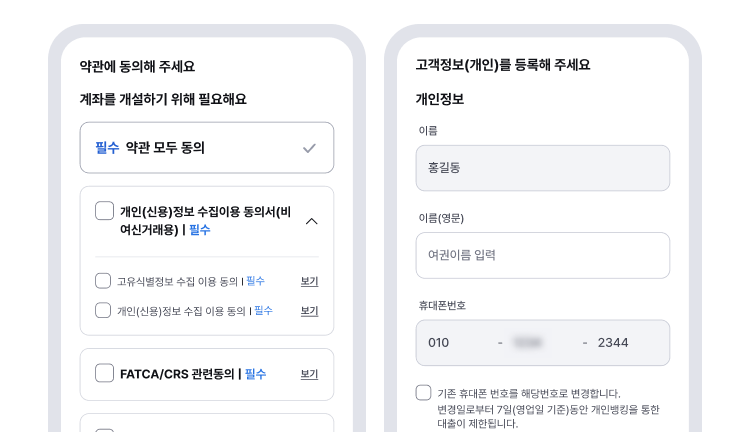 약관에 동의해 주세요
계좌를 개설하기 위해 필요해요
필수 약관 모두 동의
개인(신용)정보 수집이용 동의서(비
여신거래용) | 필수
고유식별정보 수집 이용 동의 | 필수 보기
개인(신용)정보 수집 이용 동의 | 필수 보기
FATCA/CRS 관련동의 | 필수 보기
고객정보(개인)를 등록해 주세요
개인정보
이름
홍길동
이름(영문)
여권이름 입력
휴대폰번호
010 - - 2344
기존 휴대폰 번호를 해당번호로 변경합니다.
변경일로부터 7일(영업일 기준)동안 개인뱅킹을 통한
대출이 제한됩니다.